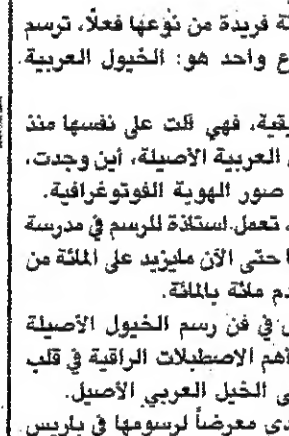 ة فريدة من نوعها فعلاً، ترسم
ع واحد هو: الخيول العربية.
يقية، فهي آلت على نفسها منذ
العربية الأصيلة، أين وجدت،
صور الهوية الفوتوغرافية.
تعمل استاذة للرسم في مدرسة
ا حتى الآن مايزيد على المائة من
دم مائة بالمائة.
في فن رسم الخيول الأصيلة
أهم الاصطبلات الراقية في قلب
ى الخيل العربي الأصيل.
دى معرضاً لرسومها في باريس